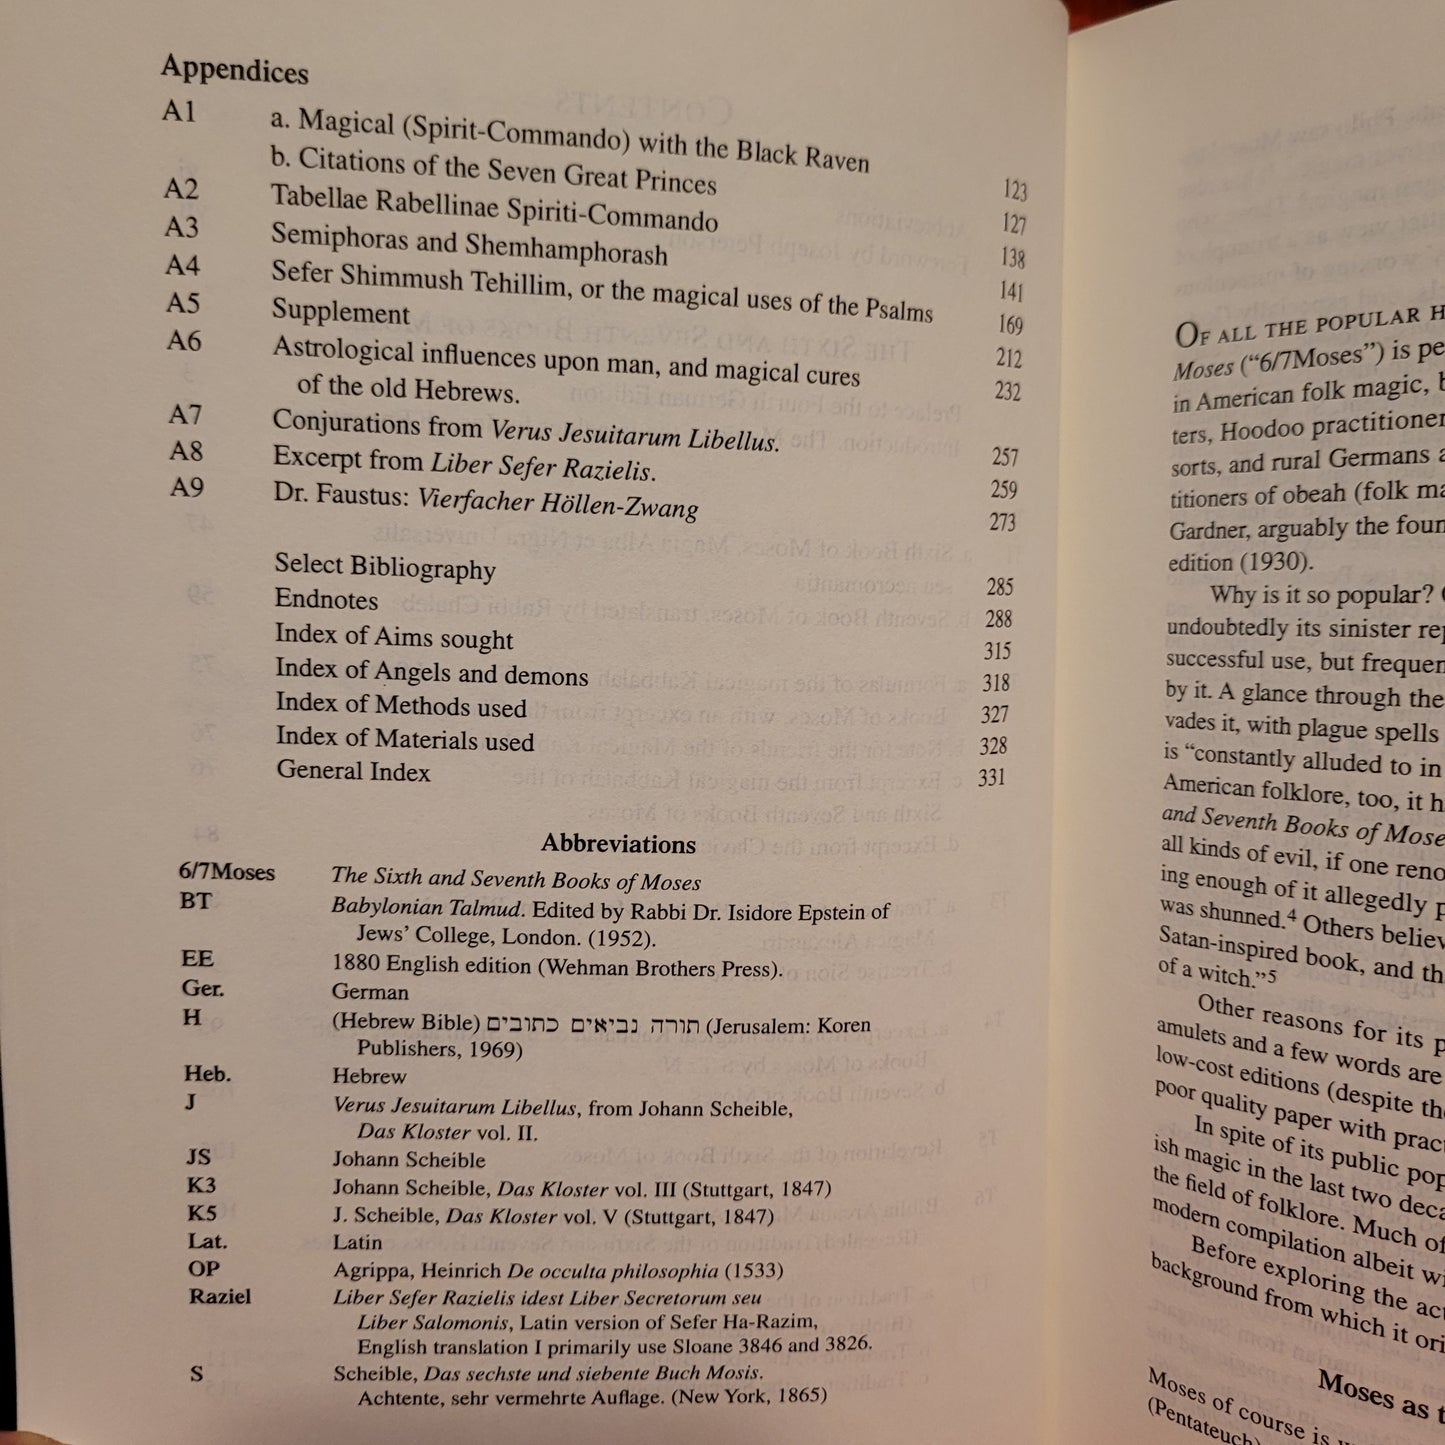 Appendices
A1 a. Magical (Spirit-Commando) with the Black Raven
b. Citations of the Seven Great Princes 123
A2 Tabellae Rabellinae Spiriti-Commando 127
A3 Semiphoras and Shemhamphorash 138
A4 Sefer Shimmush Tehillim, or the magical uses of the Psalms 141
A5 Supplement 169
A6 Astrological influences upon man, and magical cures 212
of the old Hebrews. 232
A7 Conjurations from Verus Jesuitarum Libellus. 257
A8 Excerpt from Liber Sefer Razielis. 259
A9 Dr. Faustus: Vierfacher Höllen-Zwang 273
Select Bibliography 285
Endnotes 288
Index of Aims sought 315
Index of Angels and demons 318
Index of Methods used 327
Index of Materials used 328
General Index 331
Abbreviations
6/7Moses The Sixth and Seventh Books of Moses
BT Babylonian Talmud. Edited by Rabbi Dr. Isidore Epstein of
Jews' College, London. (1952).
EE 1880 English edition (Wehman Brothers Press).
Ger. German
H (Hebrew Bible) תורה נביאים כתובים (Jerusalem: Koren
Publishers, 1969)
Heb. Hebrew
J Verus Jesuitarum Libellus, from Johann Scheible,
Das Kloster vol. II.
JS Johann Scheible
K3 Johann Scheible, Das Kloster vol. III (Stuttgart, 1847)
K5 J. Scheible, Das Kloster vol. V (Stuttgart, 1847)
Lat. Latin
OP Agrippa, Heinrich De occulta philosophia (1533)
Raziel Liber Sefer Razielis idest Liber Secretorum seu
Liber Salomonis, Latin version of Sefer Ha-Razim,
English translation I primarily use Sloane 3846 and 3826.
S Scheible, Das sechste und siebente Buch Mosis.
Achtente, sehr vermehrte Auflage. (New York, 1865)
OF ALL THE POPULAR H
Moses (“6/7Moses”) is pe
in American folk magic, b
ters, Hoodoo practitioner
sorts, and rural Germans a
titioners of obeah (folk ma
Gardner, arguably the foun
edition (1930).
Why is it so popular?
undoubtedly its sinister rep
successful use, but frequen
by it. A glance through the
vades it, with plague spells
is “constantly alluded to in
American folklore, too, it h
and Seventh Books of Mose
all kinds of evil, if one reno
ing enough of it allegedly p
was shunned.4 Others believ
Satan-inspired book, and th
of a witch.”5
Other reasons for its p
amulets and a few words are
low-cost editions (despite the
poor quality paper with pract
In spite of its public pop
ish magic in the last two deca
the field of folklore. Much of
modern compilation albeit wi
Before exploring the act
background from which it ori
Moses as t
Moses of course is
(Pentateuch)